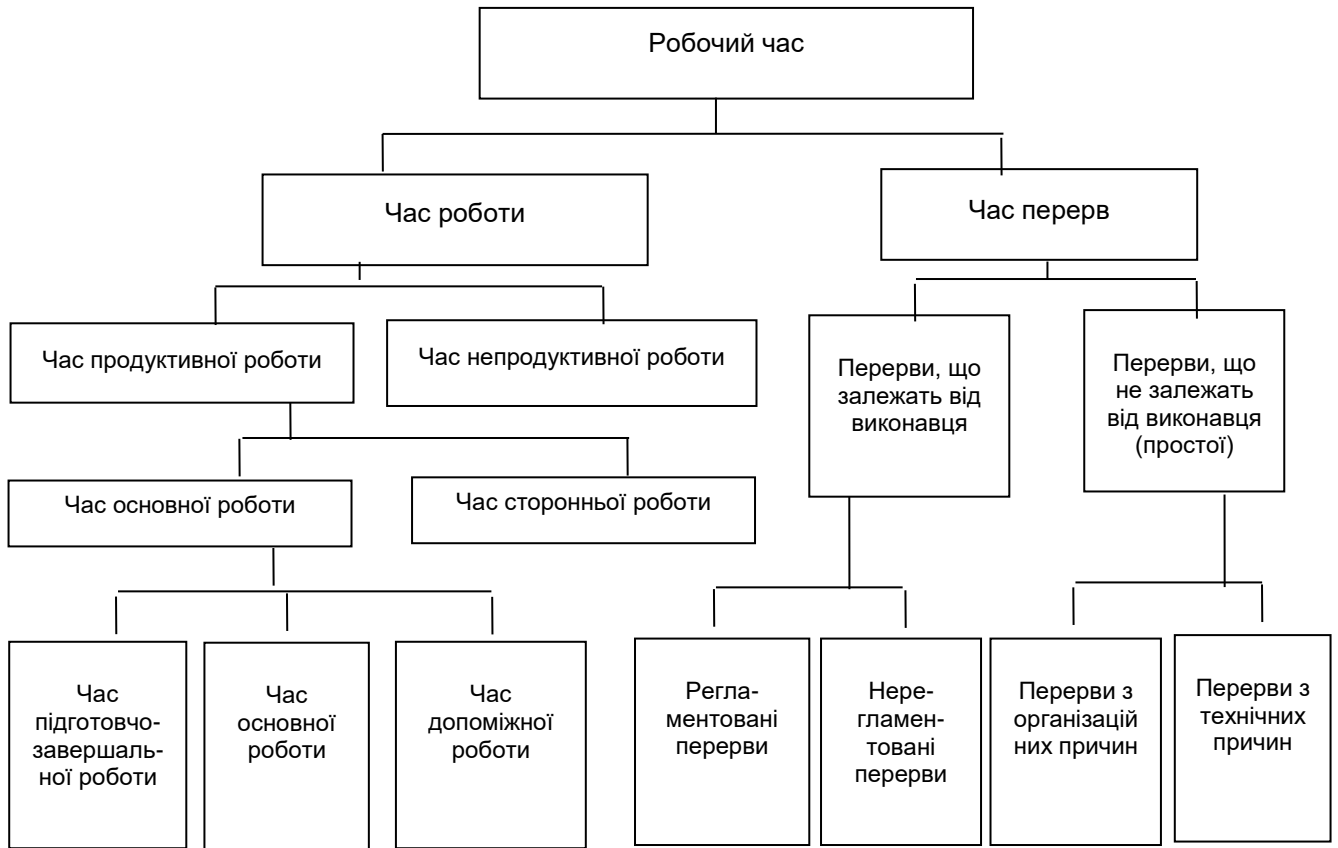 Робочий час
Час роботи
Час перерв
Час продуктивної роботи
Час непродуктивної роботи
Перерви, що
залежать від
виконавця
Перерви, що
не залежать
від виконавця
(простої)
Час основної роботи
Час сторонньої роботи
Час
підготовчо-
завершаль-
ної роботи
Час
основної
роботи
Час
допоміжної
роботи
Регла-
ментовані
перерви
Нере-
гламен-
товані
перерви
Перерви з
організацій
них причин
Перерви з
технічних
причин